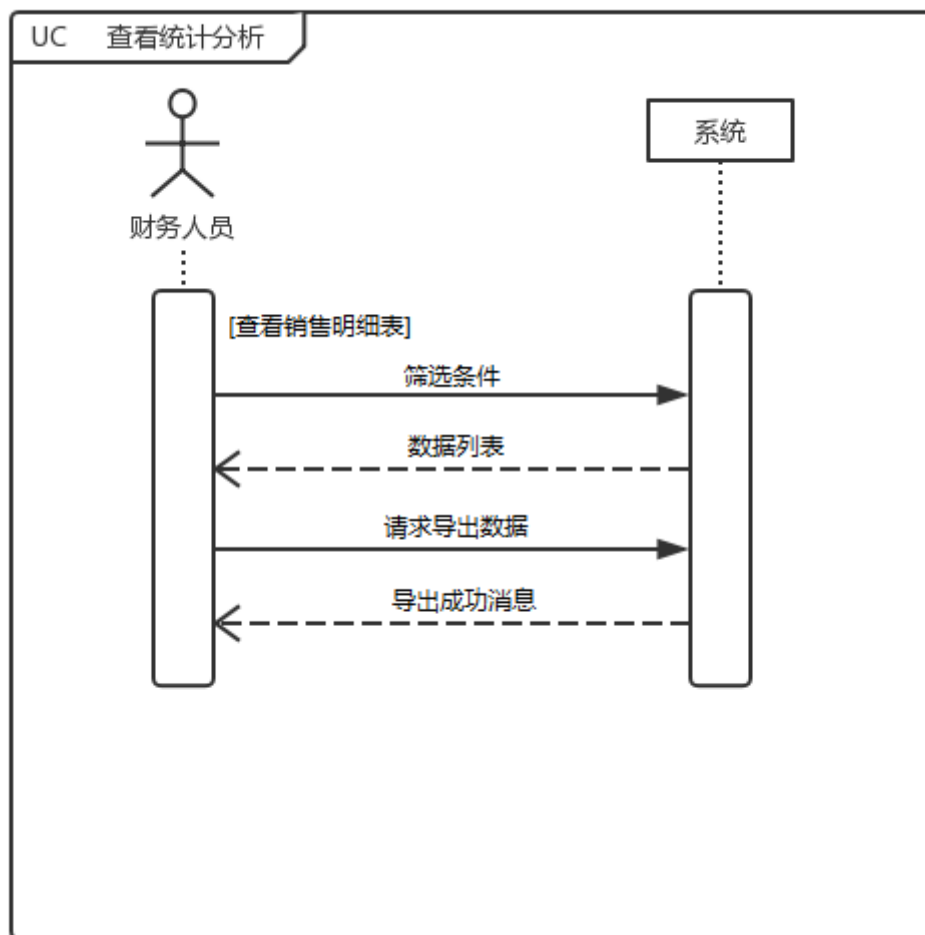 UC 查看统计分析
系统
财务人员
[查看销售明细表]
筛选条件
数据列表
请求导出数据
导出成功消息